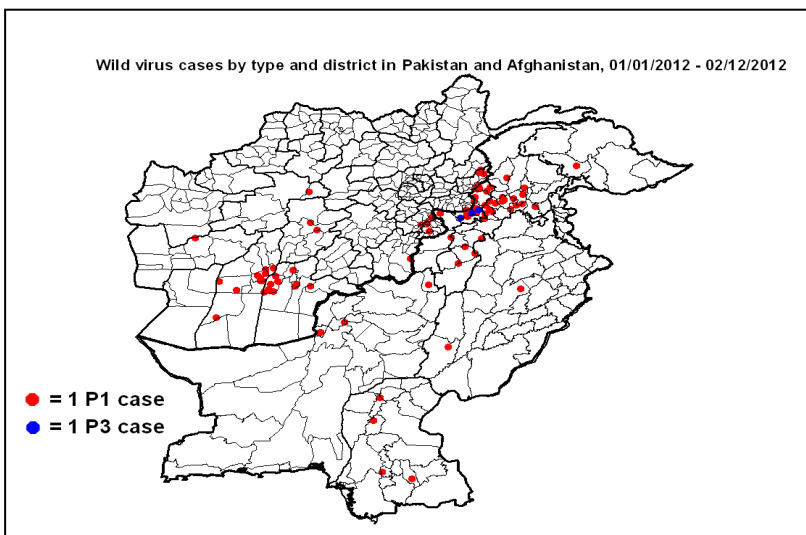 Wild virus cases by type and district in Pakistan and Afghanistan, 01/01/2012 - 02/12/2012
= 1 P1 case
= 1 P3 case